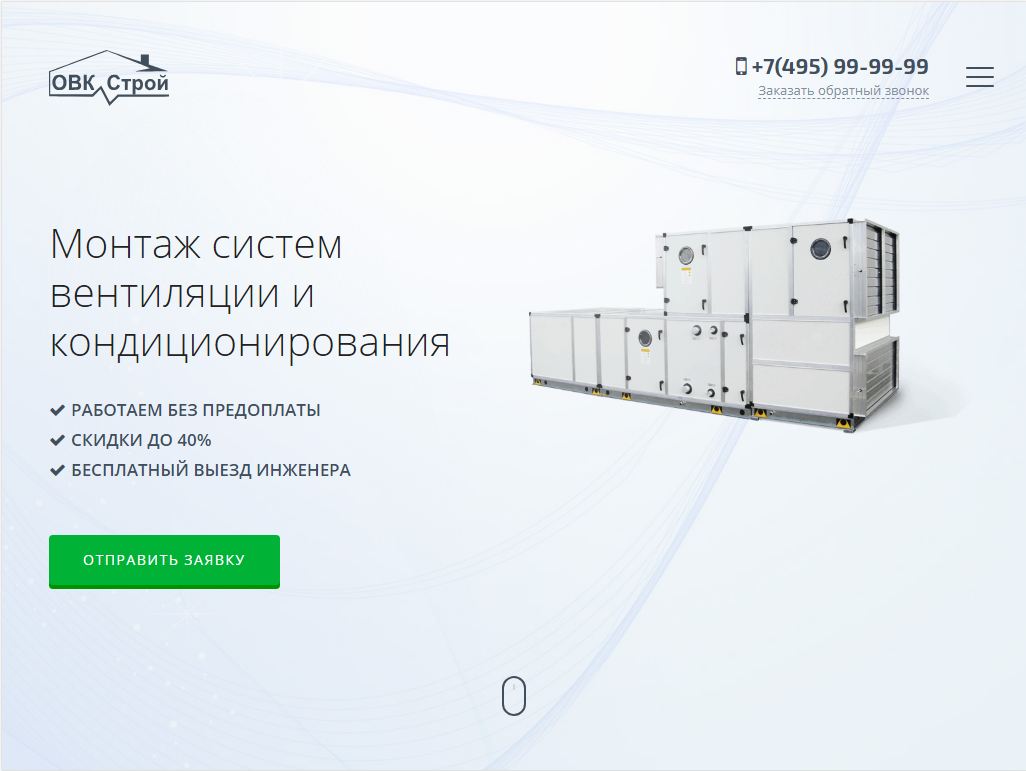 ОВК Строй
+7(495) 99-99-99
Заказать обратный звонок
Монтаж систем
вентиляции и
кондиционирования
РАБОТАЕМ БЕЗ ПРЕДОПЛАТЫ
СКИДКИ ДО 40%
БЕСПЛАТНЫЙ ВЫЕЗД ИНЖЕНЕРА
ОТПРАВИТЬ ЗАЯВКУ